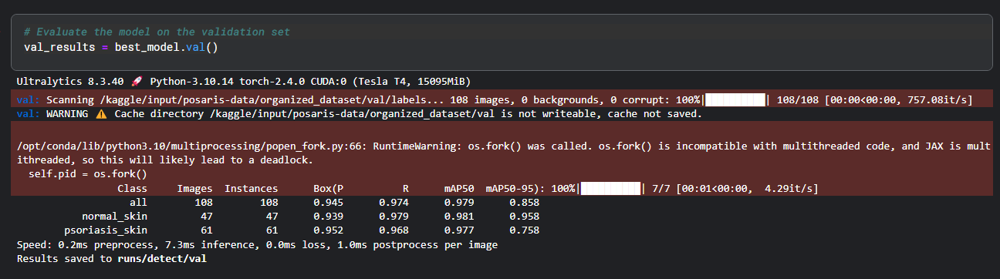 # Evaluate the model on the validation set
val_results = best_model.val()
Ultralytics 8.3.40 🚀 Python-3.10.14 torch-2.4.0 CUDA:0 (Tesla T4, 15095MiB)
val: Scanning /kaggle/input/posaris-data/organized_dataset/val/labels... 108 images, 0 backgrounds, 0 corrupt: 100%|██████████| 108/108 [00:00<00:00, 757.08it/s]
val: WARNING ⚠️ Cache directory /kaggle/input/posaris-data/organized_dataset/val is not writeable, cache not saved.
/opt/conda/lib/python3.10/multiprocessing/popen_fork.py:66: RuntimeWarning: os.fork() was called. os.fork() is incompatible with multithreaded code, and JAX is mult
ithreaded, so this will likely lead to a deadlock.
  self.pid = os.fork()
                 Class     Images  Instances      Box(P          R      mAP50  mAP50-95): 100%|██████████| 7/7 [00:01<00:00,  4.29it/s]
                   all        108        108      0.945      0.974      0.979      0.858
           normal_skin         47         47      0.939      0.979      0.981      0.958
        psoriasis_skin         61         61      0.952      0.968      0.977      0.758
Speed: 0.2ms preprocess, 7.3ms inference, 0.0ms loss, 1.0ms postprocess per image
Results saved to runs/detect/val